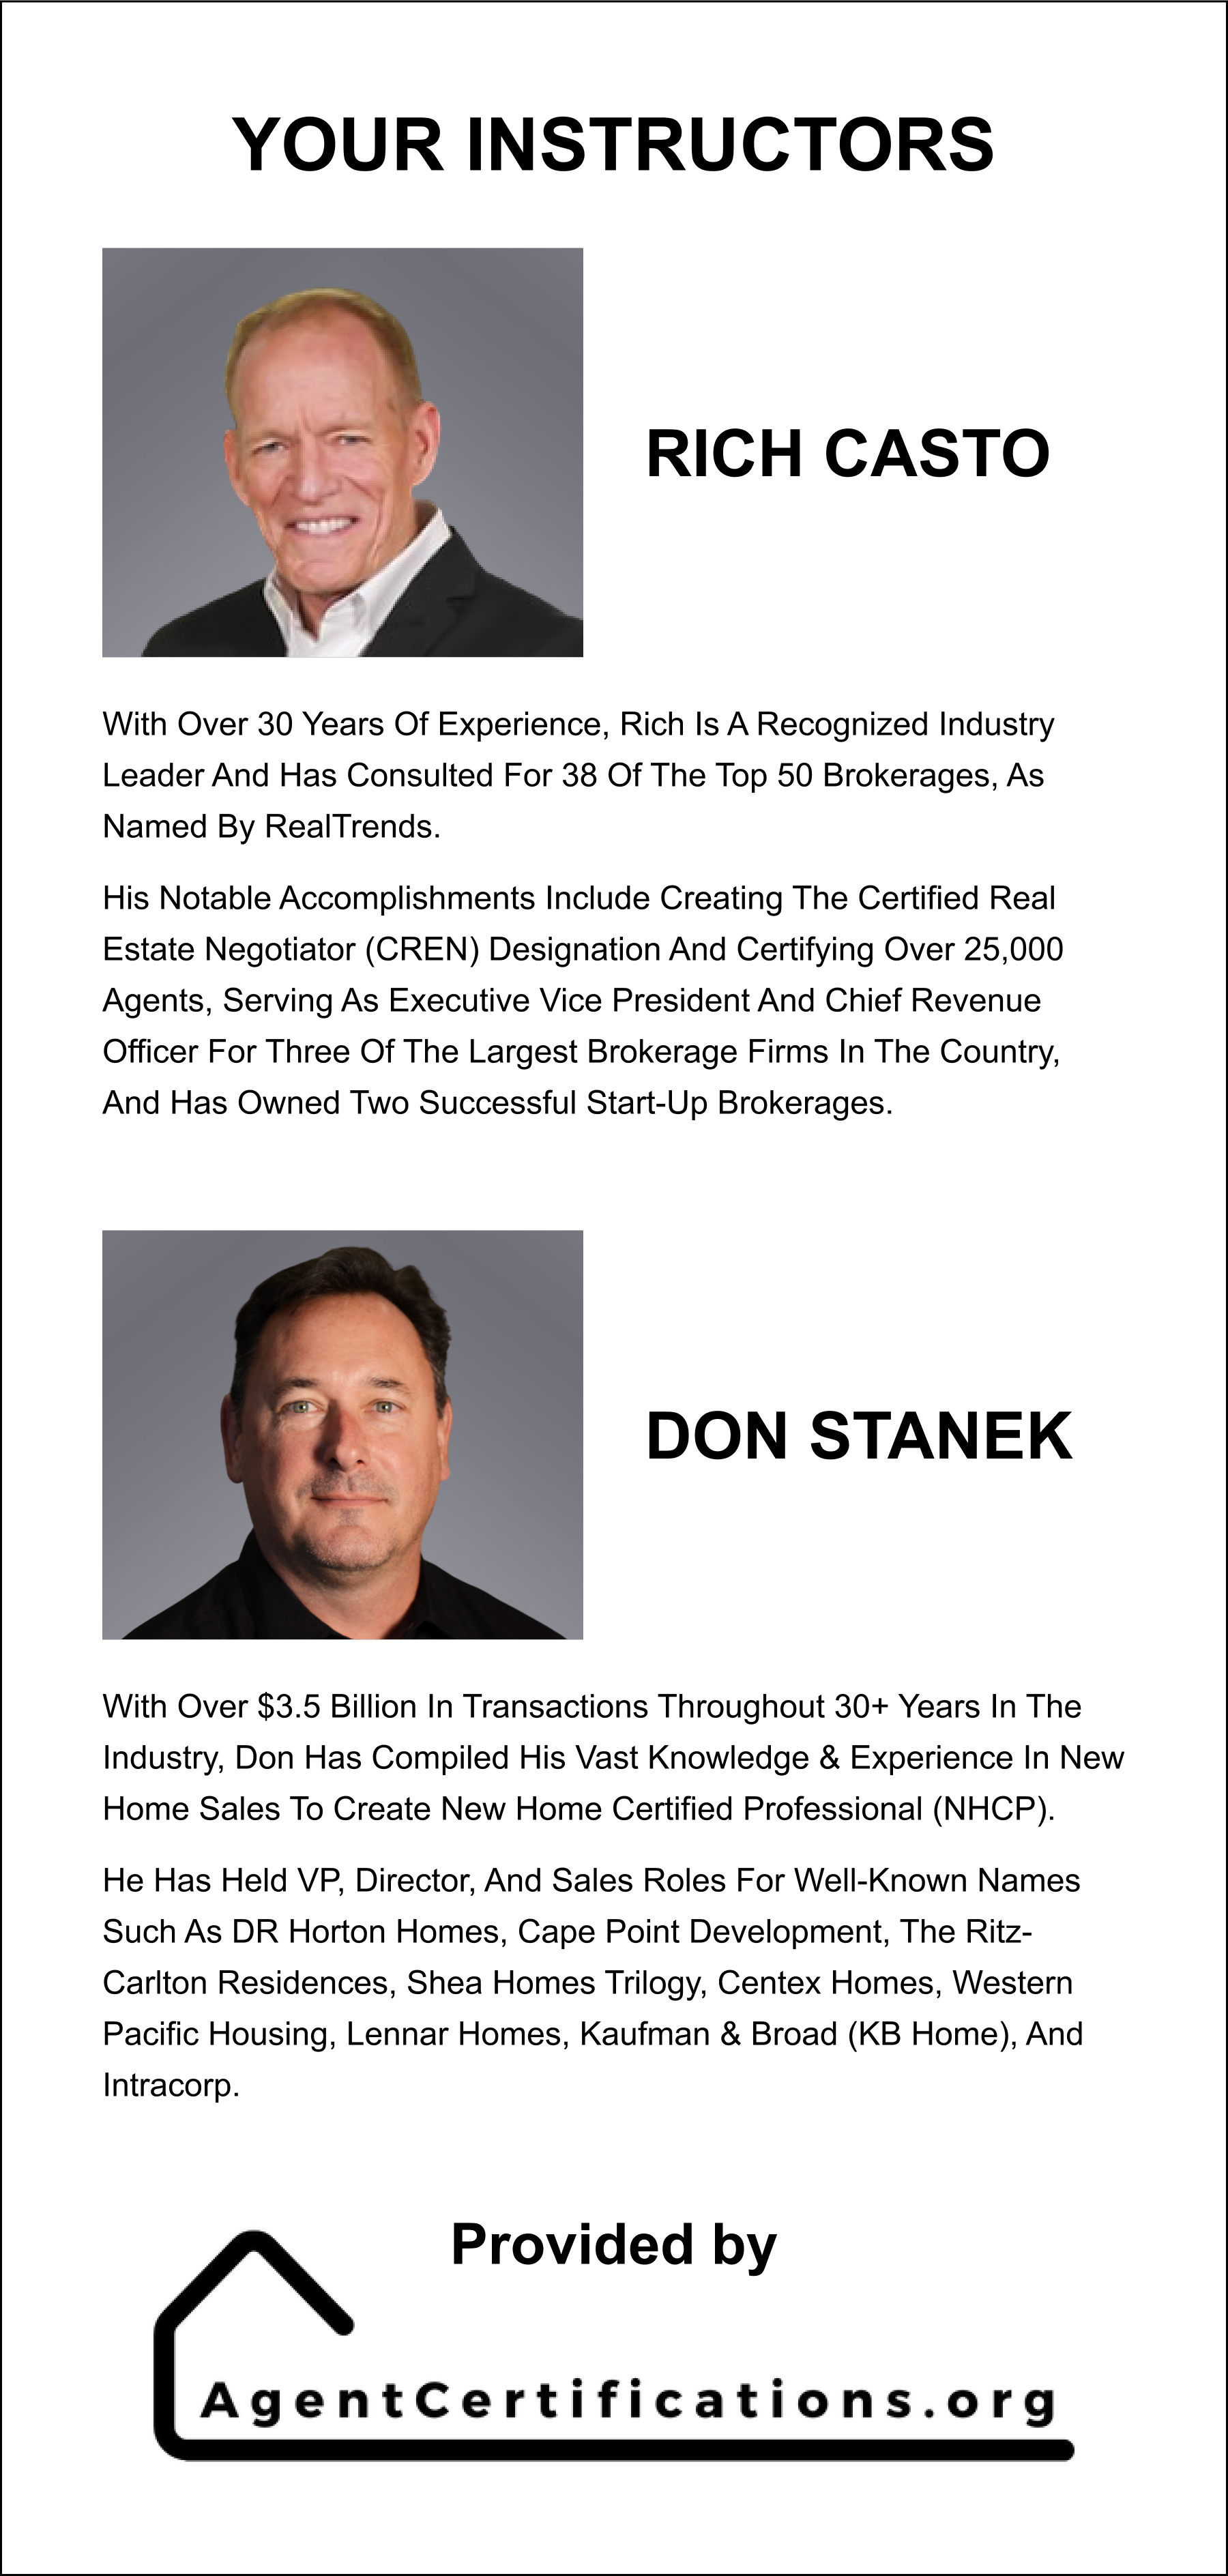 YOUR INSTRUCTORS
RICH CASTO
With Over 30 Years Of Experience, Rich Is A Recognized Industry
Leader And Has Consulted For 38 Of The Top 50 Brokerages, As
Named By RealTrends.
His Notable Accomplishments Include Creating The Certified Real
Estate Negotiator (CREN) Designation And Certifying Over 25,000
Agents, Serving As Executive Vice President And Chief Revenue
Officer For Three Of The Largest Brokerage Firms In The Country,
And Has Owned Two Successful Start-Up Brokerages.
DON STANEK
With Over $3.5 Billion In Transactions Throughout 30+ Years In The
Industry, Don Has Compiled His Vast Knowledge & Experience In New
Home Sales To Create New Home Certified Professional (NHCP).
He Has Held VP, Director, And Sales Roles For Well-Known Names
Such As DR Horton Homes, Cape Point Development, The Ritz-
Carlton Residences, Shea Homes Trilogy, Centex Homes, Western
Pacific Housing, Lennar Homes, Kaufman & Broad (KB Home), And
Intracorp.
Provided by
AgentCertifications.org